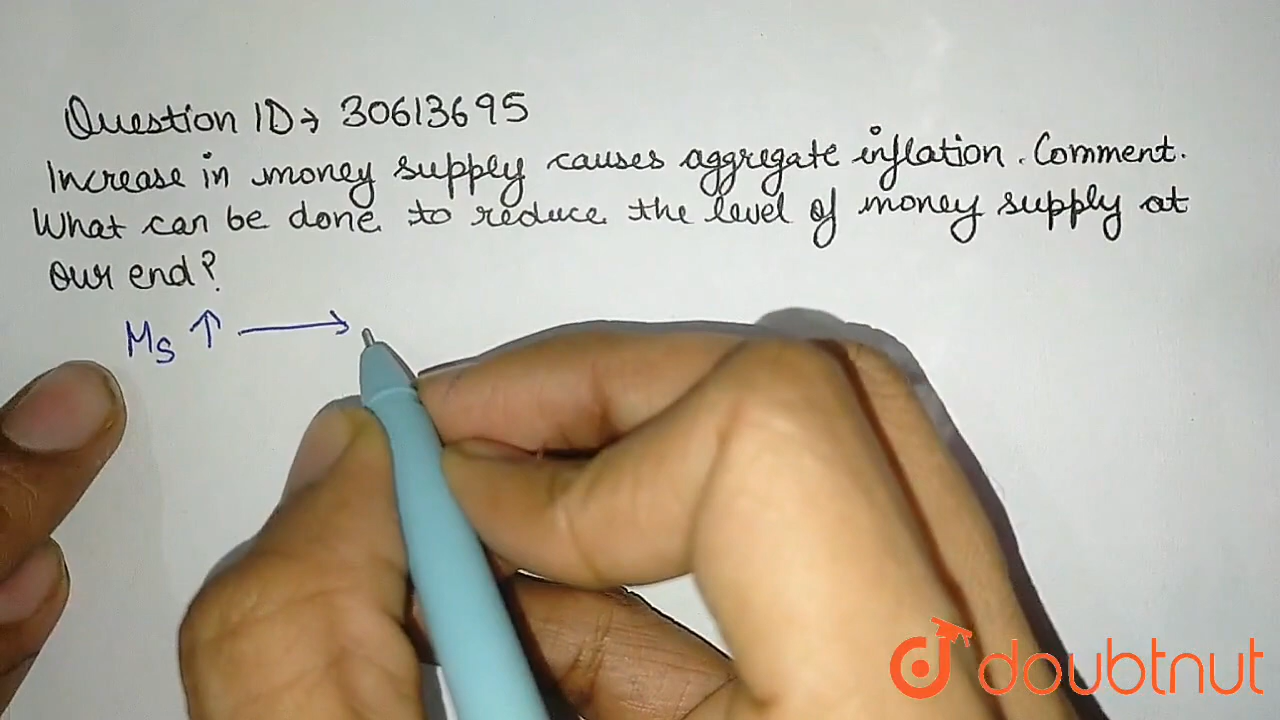 Question ID → 30613695
Increase in money supply causes aggregate inflation. Comment.
What can be done to reduce the level of money supply at
our end?
Ms ↑ →
doubtnut